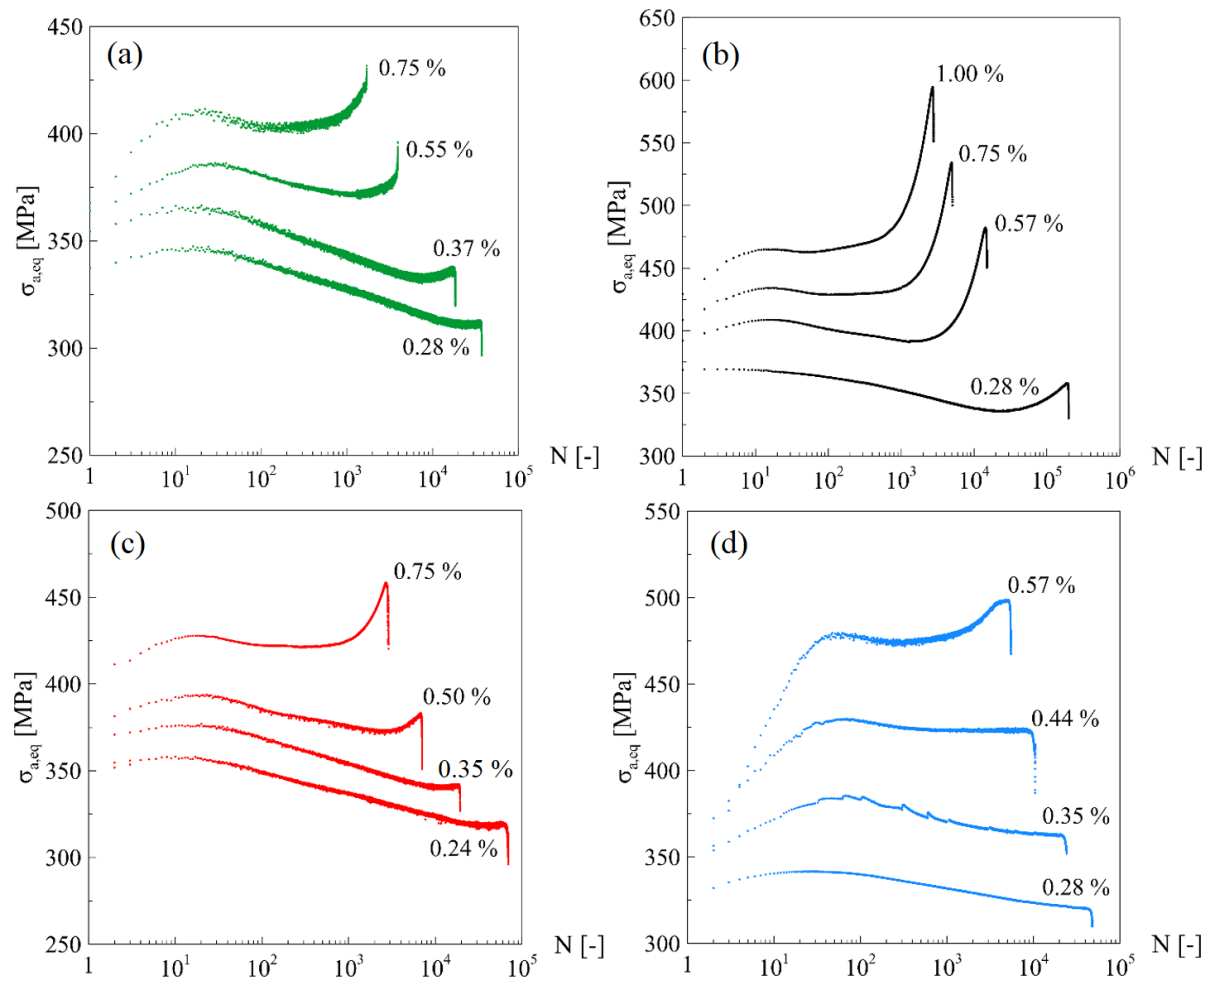 (a)
450
400
350
300
250
σa,eq [MPa]
0.75 %
0.55 %
0.37 %
0.28 %
1 10¹ 10² 10³ 10⁴ 10⁵
N [-]
(b)
650
600
550
500
450
400
350
300
σa,eq [MPa]
1.00 %
0.75 %
0.57 %
0.28 %
1 10¹ 10² 10³ 10⁴ 10⁵ 10⁶
N [-]
(c)
500
450
400
350
300
250
σa,eq [MPa]
0.75 %
0.50 %
0.35 %
0.24 %
1 10¹ 10² 10³ 10⁴ 10⁵
N [-]
(d)
550
500
450
400
350
300
σa,eq [MPa]
0.57 %
0.44 %
0.35 %
0.28 %
1 10¹ 10² 10³ 10⁴ 10⁵
N [-]